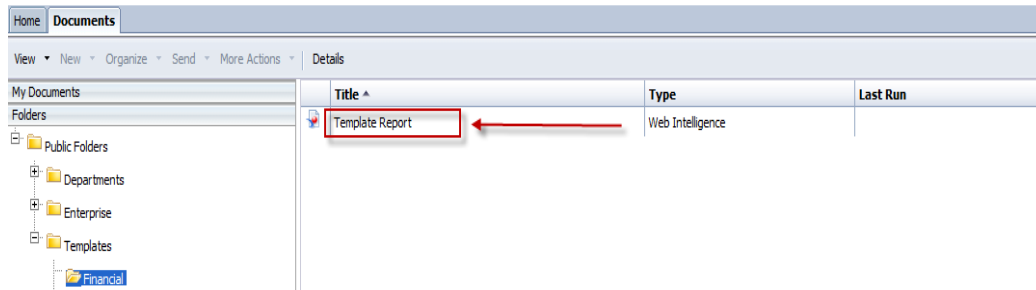 Home Documents
View New Organize Send More Actions Details
My Documents
Title Type Last Run
Folders
Template Report Web Intelligence
Public Folders
Departments
Enterprise
Templates
Financial